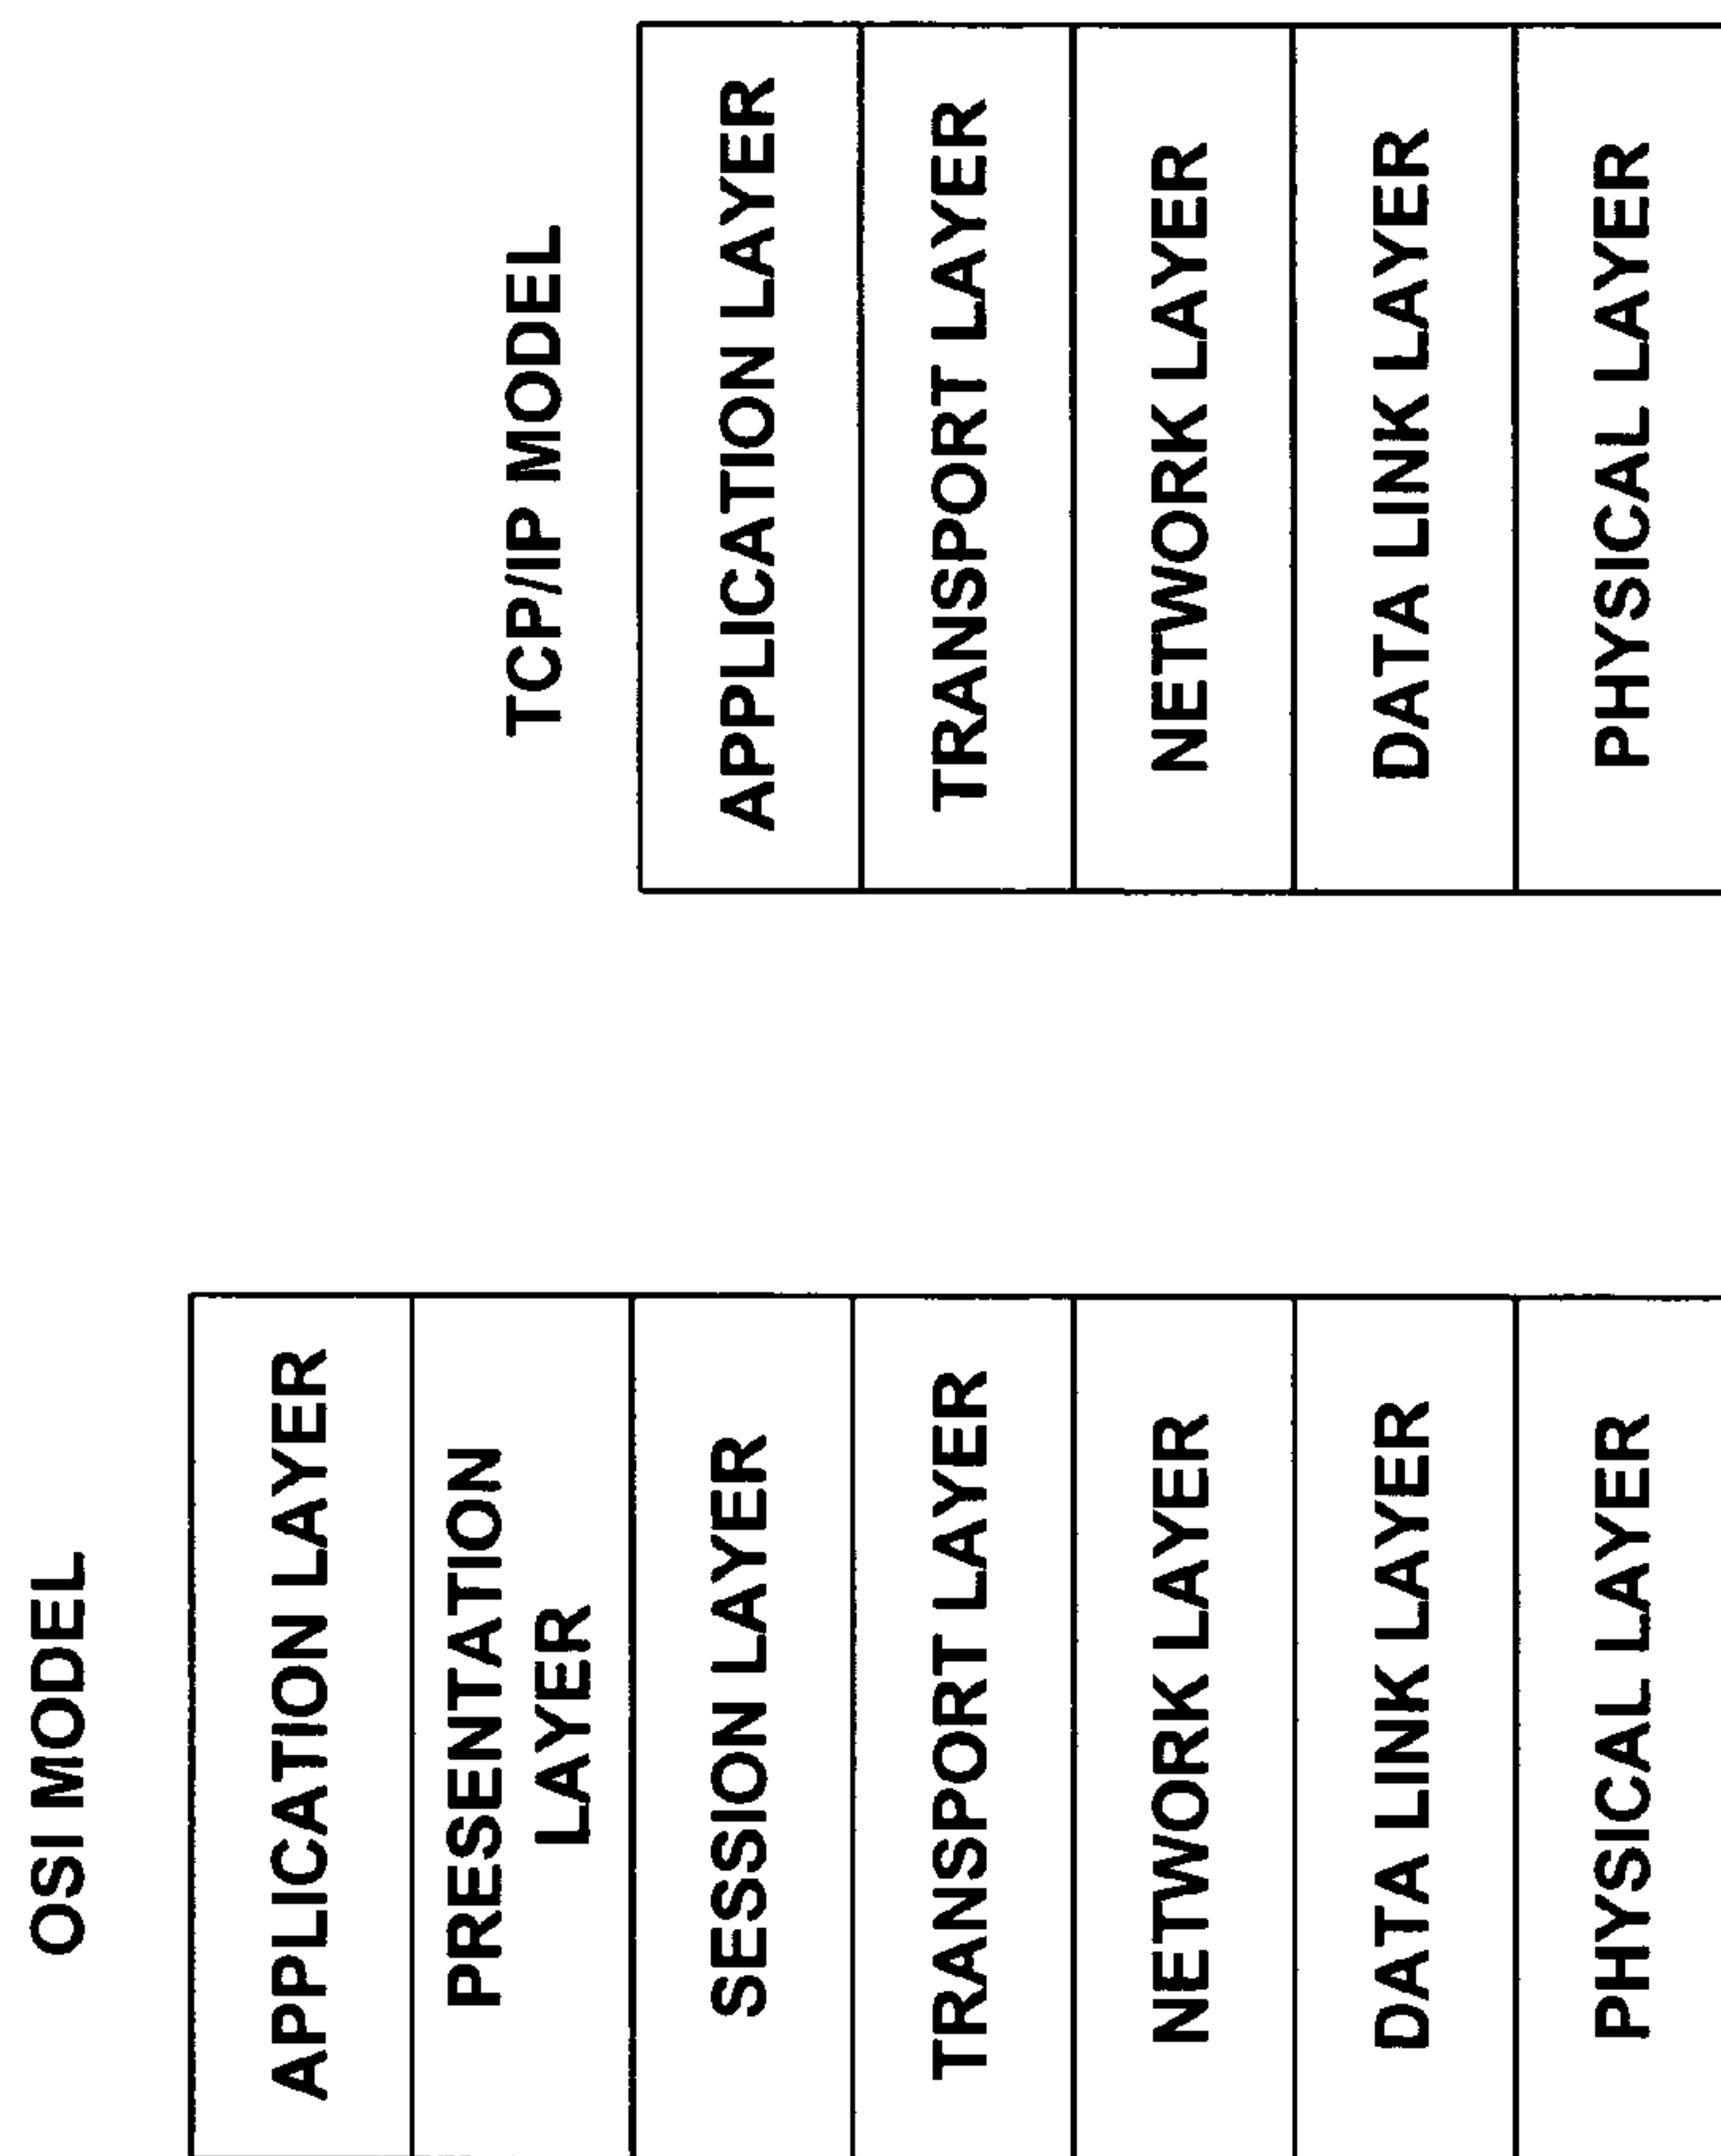 OSI MODEL
APPLICATION LAYER
PRESENTATION
LAYER
SESSION LAYER
TRANSPORT LAYER
NETWORK LAYER
DATA LINK LAYER
PHYSICAL LAYER
TCP/IP MODEL
APPLICATION LAYER
TRANSPORT LAYER
NETWORK LAYER
DATA LINK LAYER
PHYSICAL LAYER